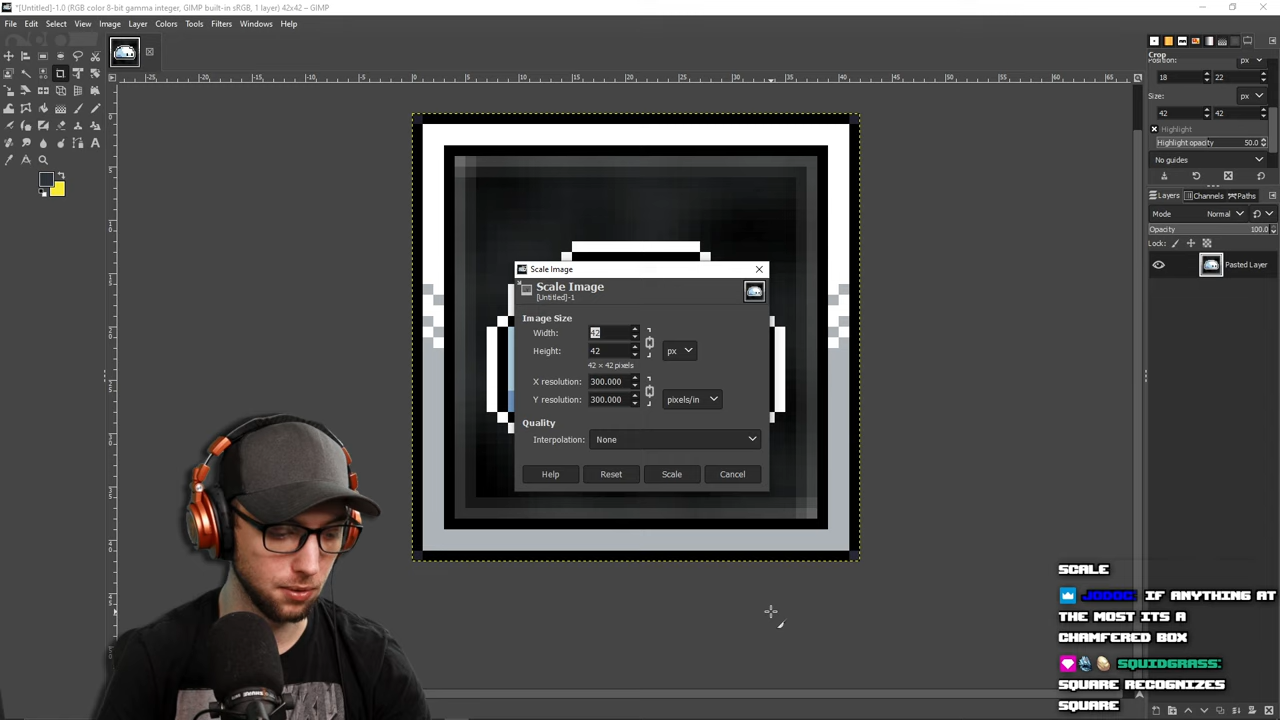 *[Untitled]-1.0 (RGB color 8-bit gamma integer, GIMP built-in sRGB, 1 layer) 42x42 – GIMP
File Edit Select View Image Layer Colors Tools Filters Windows Help
Crop
Position:
px
18 22
Size:
px
42 42
Highlight
Highlight opacity 50.0
No guides
Layers Channels Paths
Mode Normal
Opacity 100.0
Lock:
Pasted Layer
Scale Image
Scale Image
[Untitled]-1
Image Size
Width: 42
Height: 42 px
42 × 42 pixels
X resolution: 300.000
Y resolution: 300.000 pixels/in
Quality
Interpolation: None
Help Reset Scale Cancel
SCALE
JODOC: IF ANYTHING AT
THE MOST ITS A
CHAMFERED BOX
SQUIDGRASS:
SQUARE RECOGNIZES
SQUARE